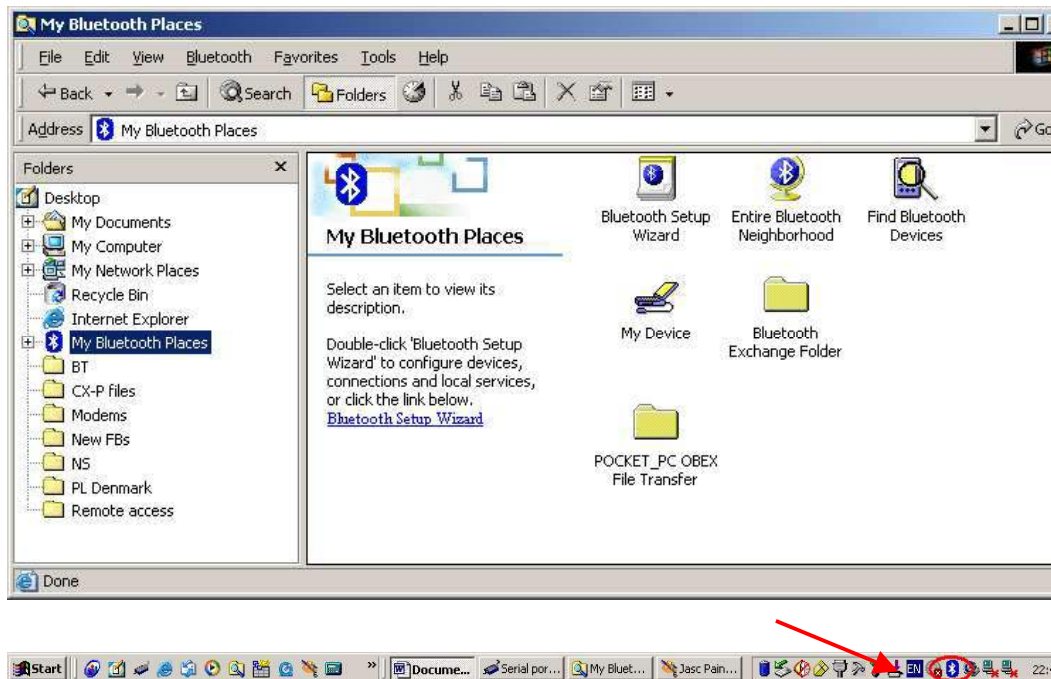 My Bluetooth Places
File Edit View Bluetooth Favorites Tools Help
Back Search Folders
Address My Bluetooth Places Go
Folders x
Desktop
My Documents
My Computer
My Network Places
Recycle Bin
Internet Explorer
My Bluetooth Places
BT
CX-P files
Modems
New FBs
NS
PL Denmark
Remote access
My Bluetooth Places
Select an item to view its
description.
Double-click 'Bluetooth Setup
Wizard' to configure devices,
connections and local services,
or click the link below.
Bluetooth Setup Wizard
Bluetooth Setup
Wizard
Entire Bluetooth
Neighborhood
Find Bluetooth
Devices
My Device
Bluetooth
Exchange Folder
POCKET_PC OBEX
File Transfer
Done
Start » Docume... Serial por... My Bluet... Jasc Pain... EN 22: